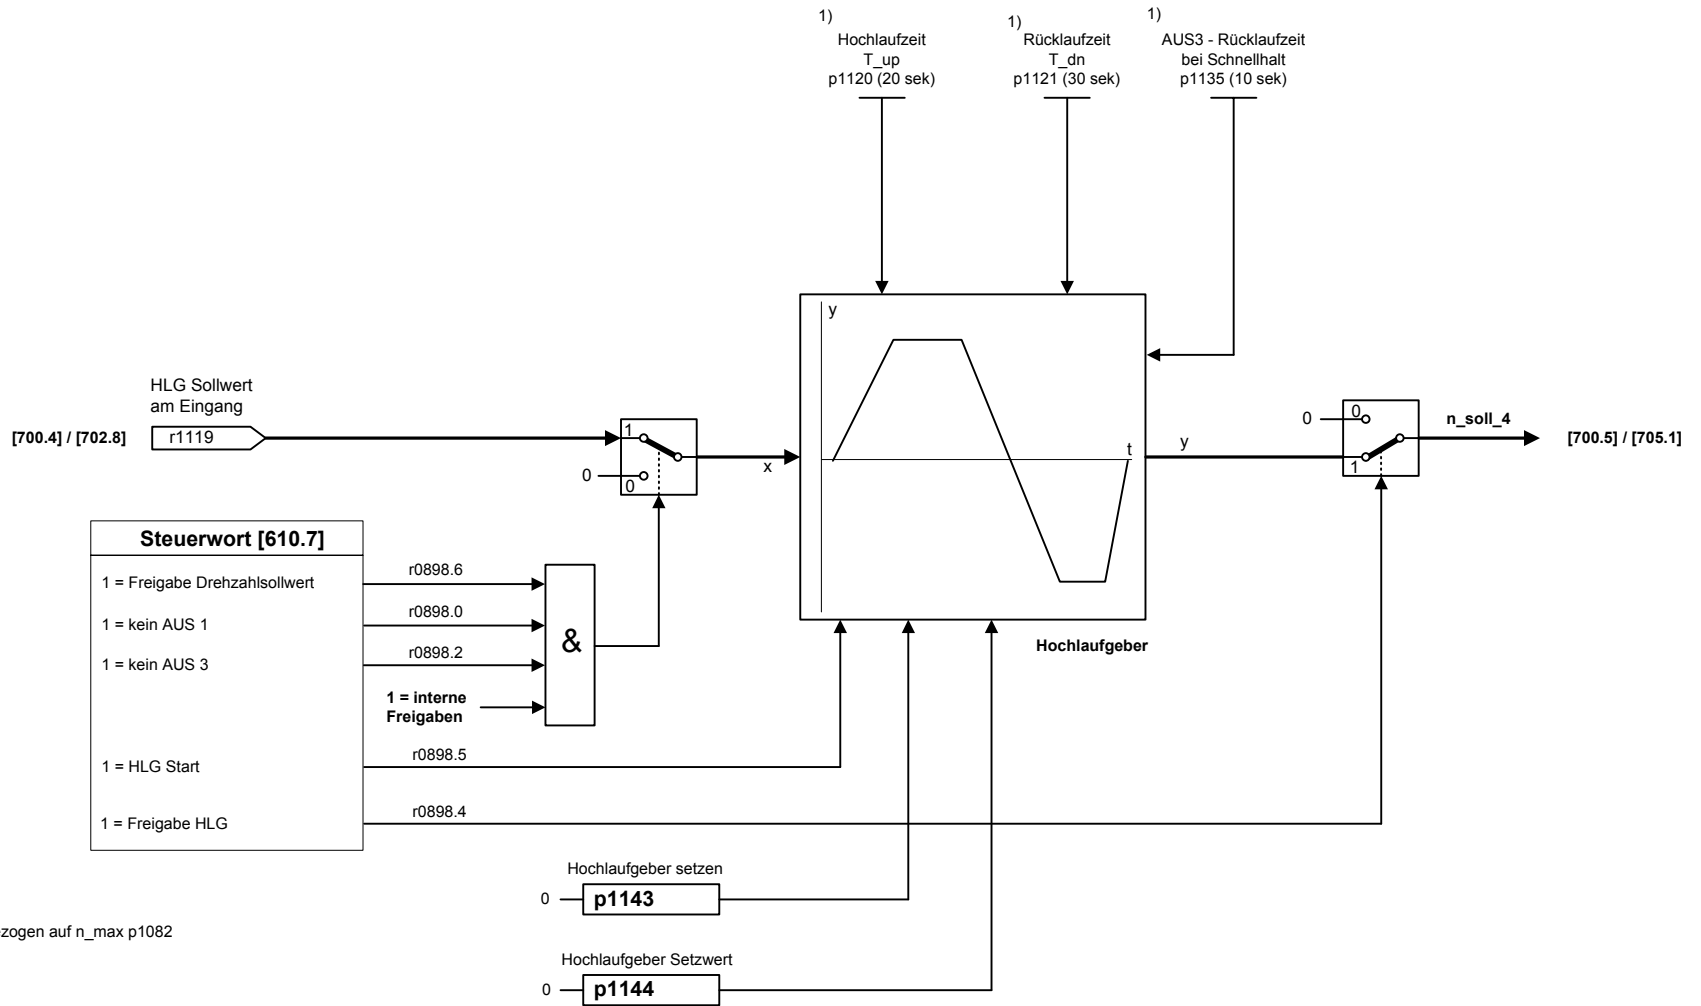 1)
Hochlaufzeit
T_up
p1120 (20 sek)
1)
Rücklaufzeit
T_dn
p1121 (30 sek)
1)
AUS3 - Rücklaufzeit
bei Schnellhalt
p1135 (10 sek)
y
t
HLG Sollwert
am Eingang
[700.4] / [702.8]
r1119
1
0
0
x
y
0
0
1
n_soll_4
[700.5] / [705.1]
Hochlaufgeber
Steuerwort [610.7]
1 = Freigabe Drehzahlsollwert
r0898.6
1 = kein AUS 1
r0898.0
1 = kein AUS 3
r0898.2
&
1 = interne
Freigaben
1 = HLG Start
r0898.5
1 = Freigabe HLG
r0898.4
Hochlaufgeber setzen
0
p1143
auf n_max p1082
Hochlaufgeber Setzwert
0
p1144